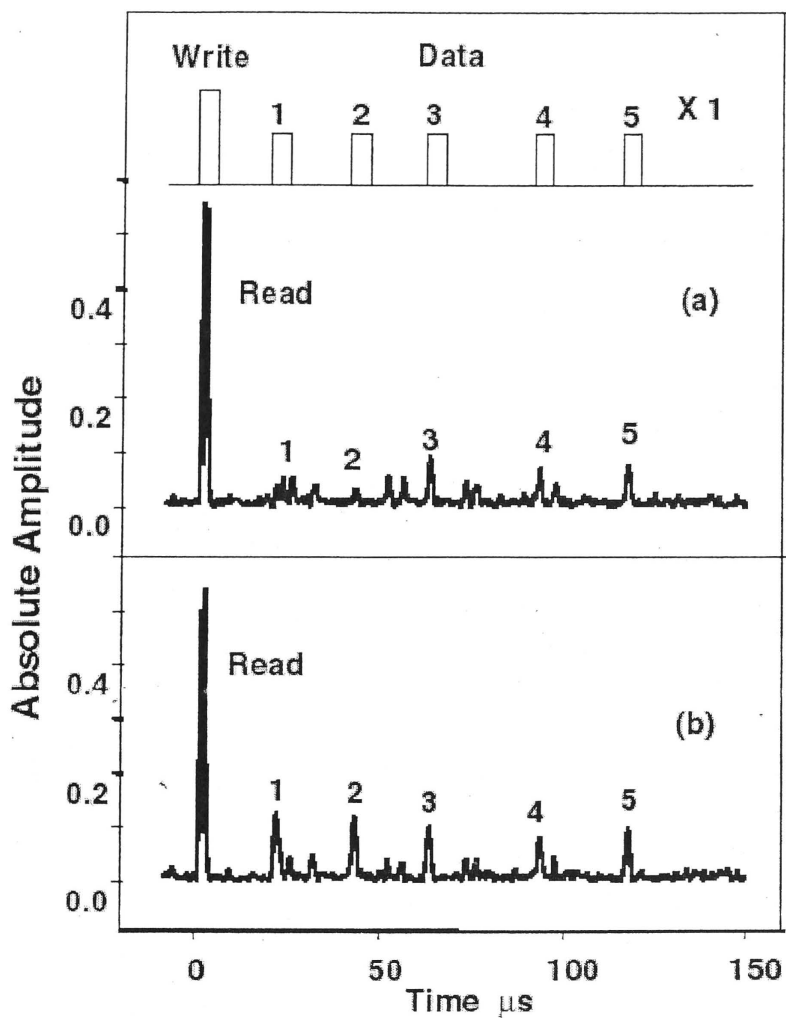 Write Data
1 2 3 4 5 X 1
Read (a)
0.4
0.2
1 2 3 4 5
0.0
Absolute Amplitude
Read
0.4
(b)
0.2
1 2 3 4 5
0.0
0 50 100 150
Time μs